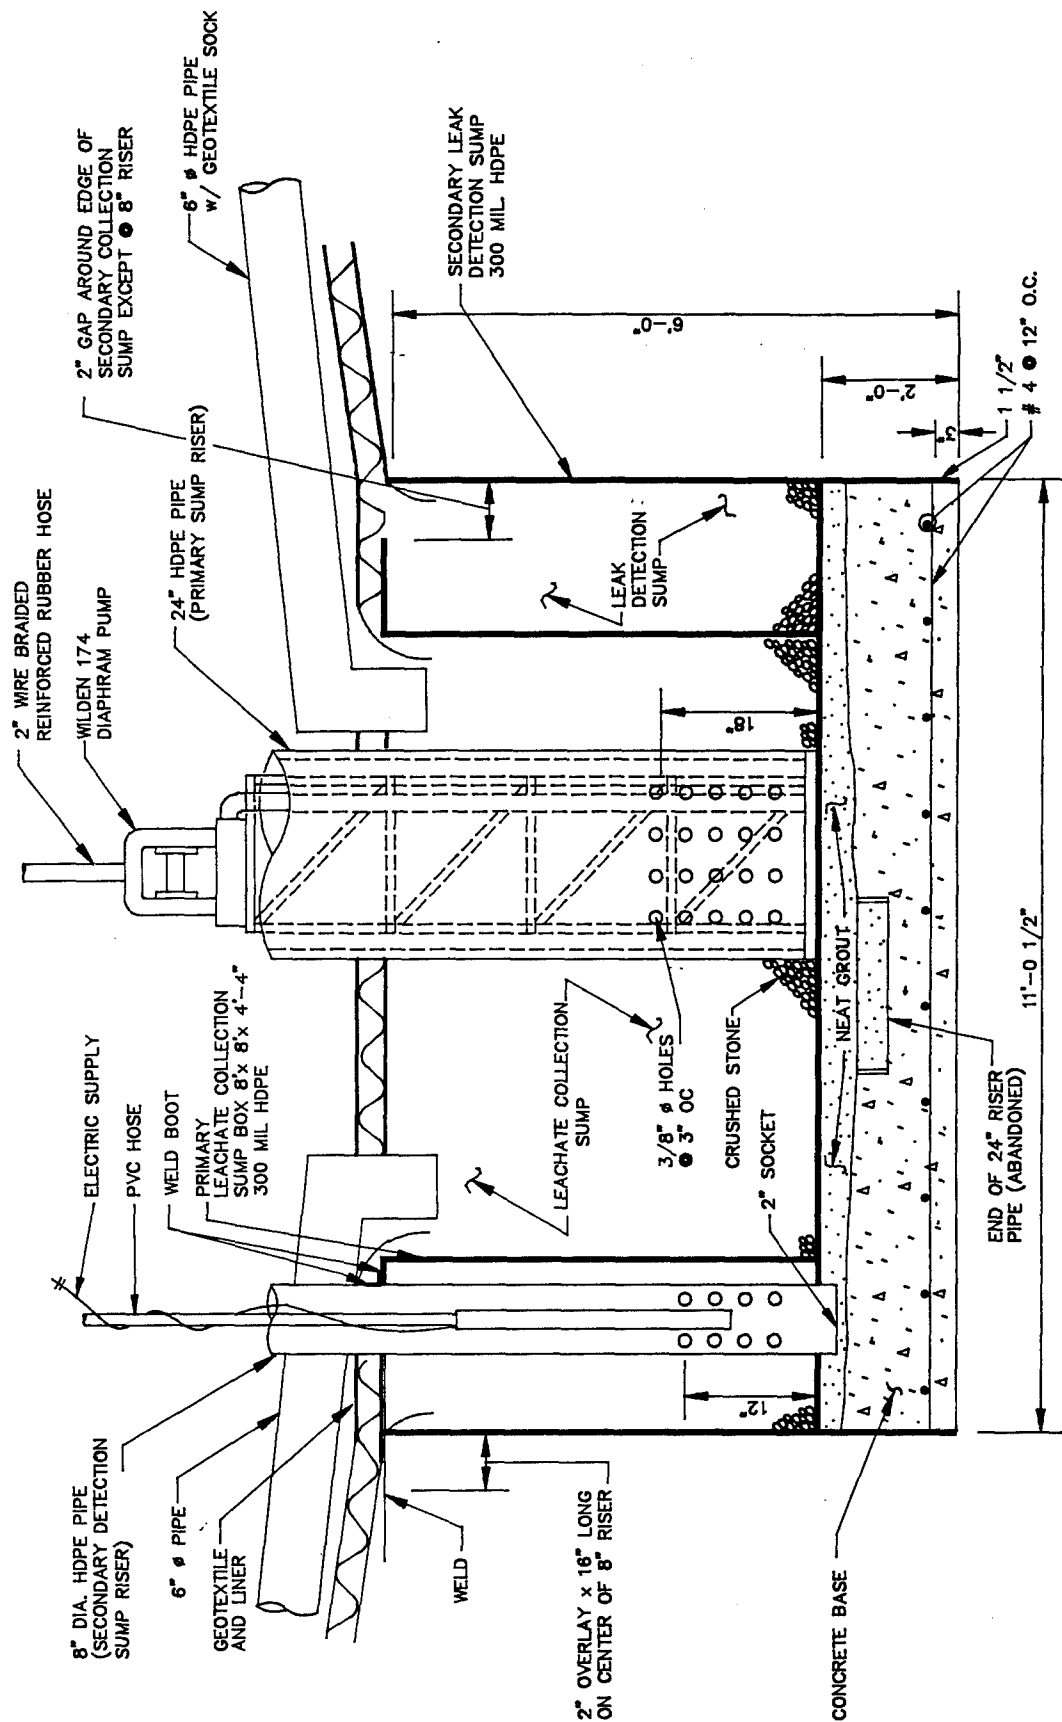 8" DIA. HDPE PIPE
(SECONDARY DETECTION
SUMP RISER)
6" ø PIPE
GEOTEXTILE
AND LINER
WELD
2" OVERLAY x 16" LONG
ON CENTER OF 8" RISER
CONCRETE BASE
ELECTRIC SUPPLY
PVC HOSE
WELD BOOT
PRIMARY
LEACHATE COLLECTION
SUMP BOX 8'x 8'x 4'-4"
300 MIL HDPE
LEACHATE COLLECTION
SUMP
3/8" ø HOLES
@ 3" OC
CRUSHED STONE
2" SOCKET
12"
NEAT GROUT
END OF 24" RISER
PIPE (ABANDONED)
11'-0 1/2"
2" WIRE BRAIDED
REINFORCED RUBBER HOSE
WILDEN 174
DIAPHRAM PUMP
24" HDPE PIPE
(PRIMARY SUMP RISER)
18"
LEAK
DETECTION
SUMP
2" GAP AROUND EDGE OF
SECONDARY COLLECTION
SUMP EXCEPT @ 8" RISER
6" ø HDPE PIPE
w/ GEOTEXTILE SOCK
SECONDARY LEAK
DETECTION SUMP
300 MIL. HDPE
6'-0"
2'-0"
3"
1 1/2"
# 4 @ 12" O.C.